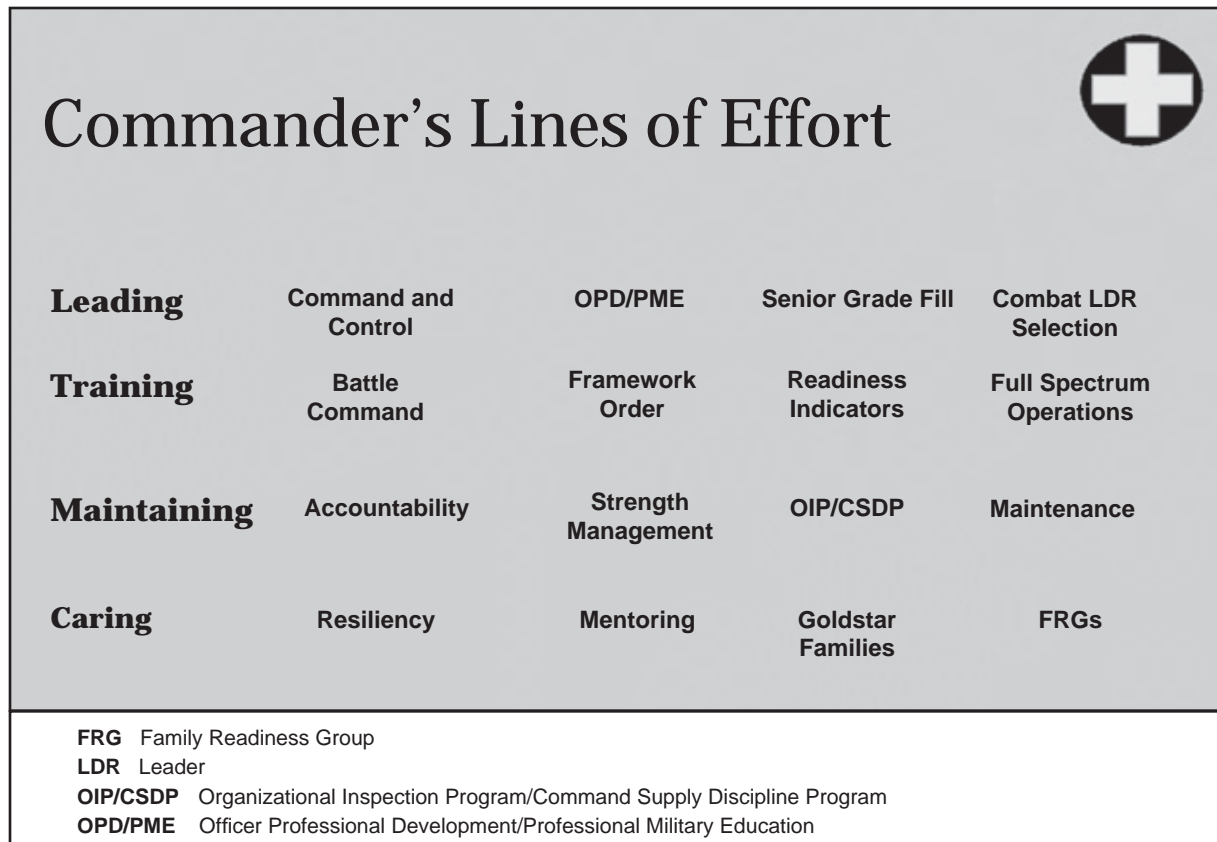 Commander’s Lines of Effort
Leading
Command and
Control
OPD/PME
Senior Grade Fill
Combat LDR
Selection
Training
Battle
Command
Framework
Order
Readiness
Indicators
Full Spectrum
Operations
Maintaining
Accountability
Strength
Management
OIP/CSDP
Maintenance
Caring
Resiliency
Mentoring
Goldstar
Families
FRGs
FRG Family Readiness Group
LDR Leader
OIP/CSDP Organizational Inspection Program/Command Supply Discipline Program
OPD/PME Officer Professional Development/Professional Military Education